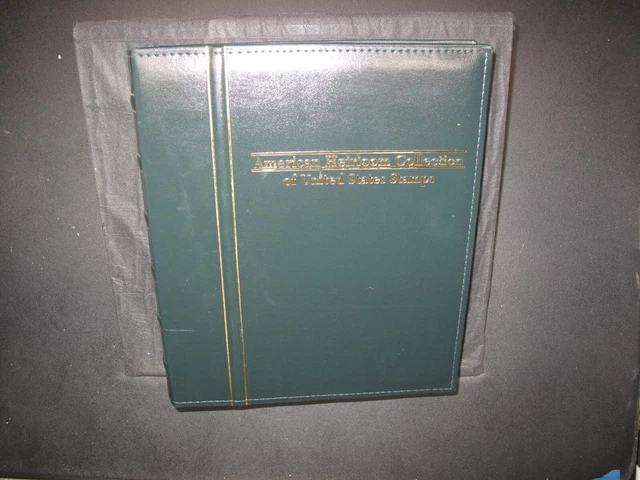 American Heirloom Collection
of United States Stamps